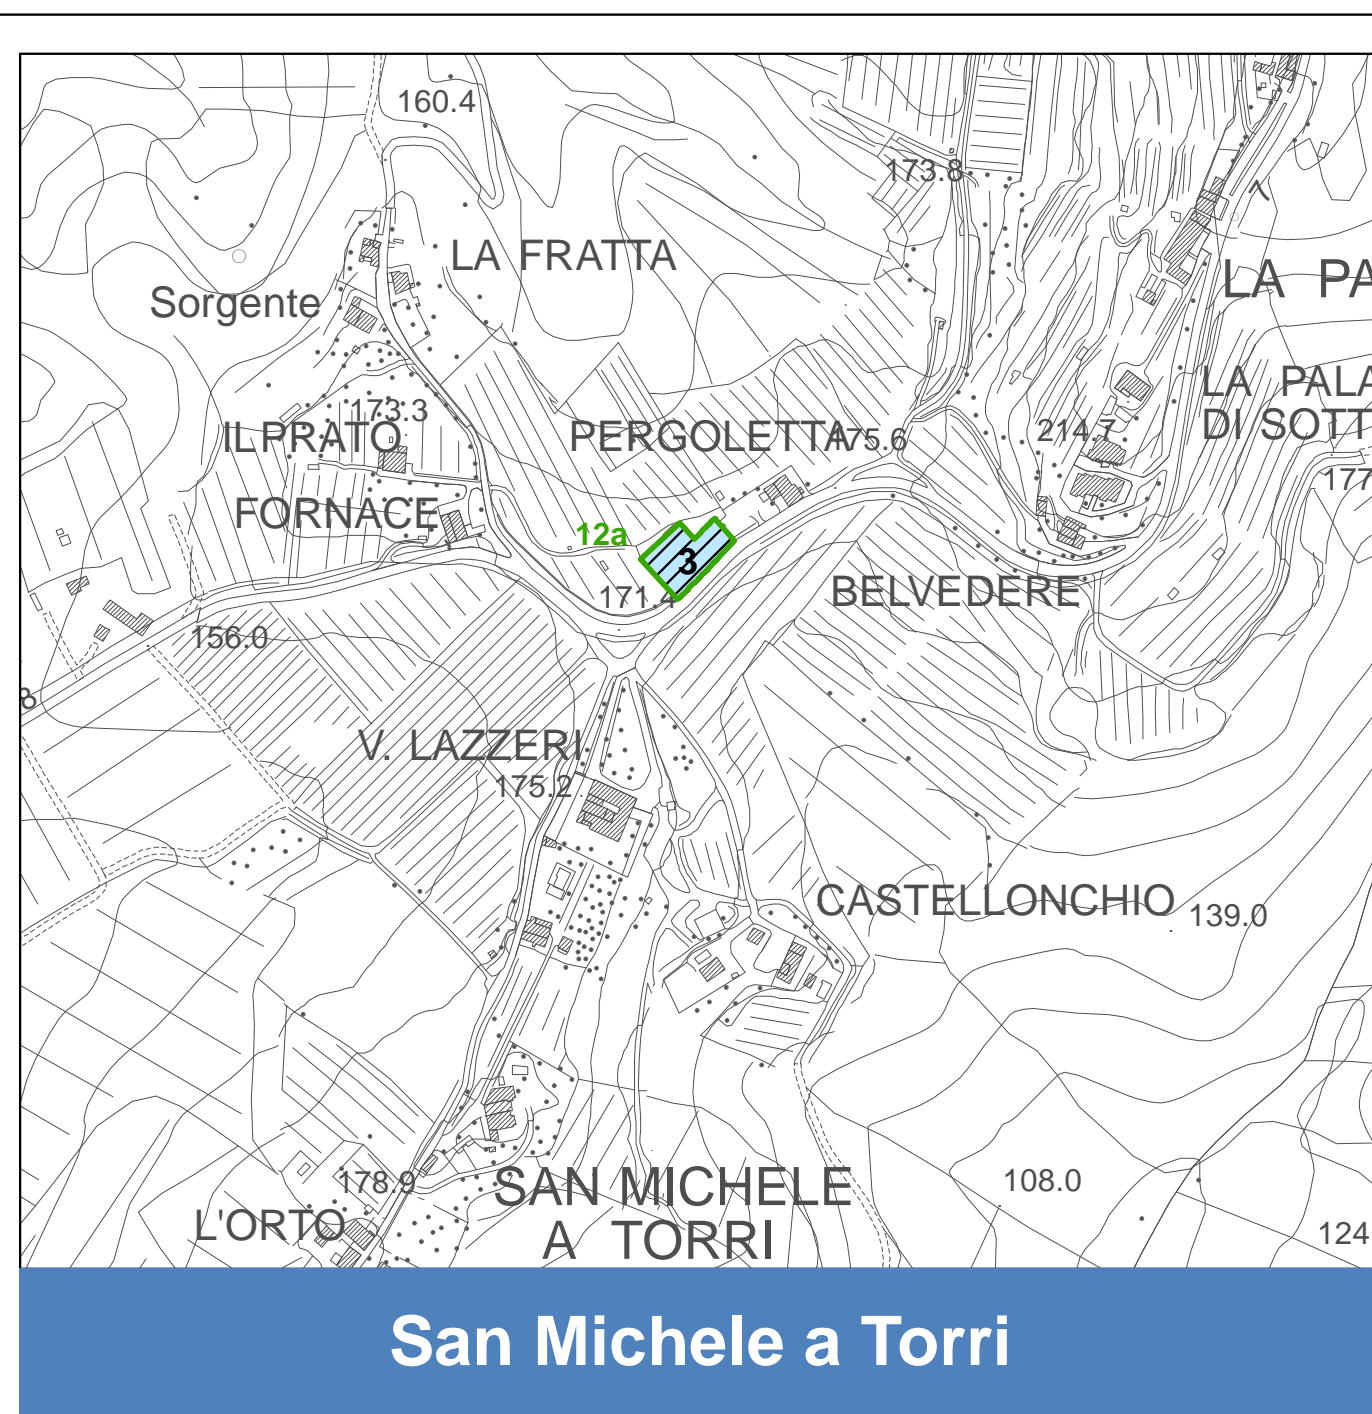 160.4
173.8
LA FRATTA
LA PA
Sorgente
LA PALA
DI SOTT
173.3
IL PRATO
PERGOLETTA
175.6
214.7
177
FORNACE
12a
3
171.4
BELVEDERE
156.0
8
V. LAZZERI
175.2
CASTELLONCHIO
139.0
178.9
SAN MICHELE
A TORRI
108.0
L'ORTO
124
San Michele a Torri